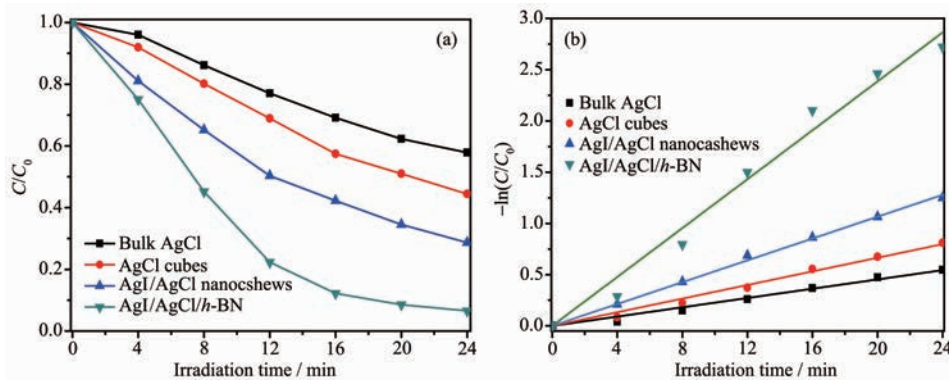 (a)
1.0
0.8
0.6
0.4
0.2
0.0
C/C₀
Bulk AgCl
AgCl cubes
AgI/AgCl nanocashews
AgI/AgCl/h-BN
0 4 8 12 16 20 24
Irradiation time / min
(b)
3.0
2.5
2.0
1.5
1.0
0.5
0.0
−ln(C/C₀)
Bulk AgCl
AgCl cubes
AgI/AgCl nanocashews
AgI/AgCl/h-BN
0 4 8 12 16 20 24
Irradiation time / min